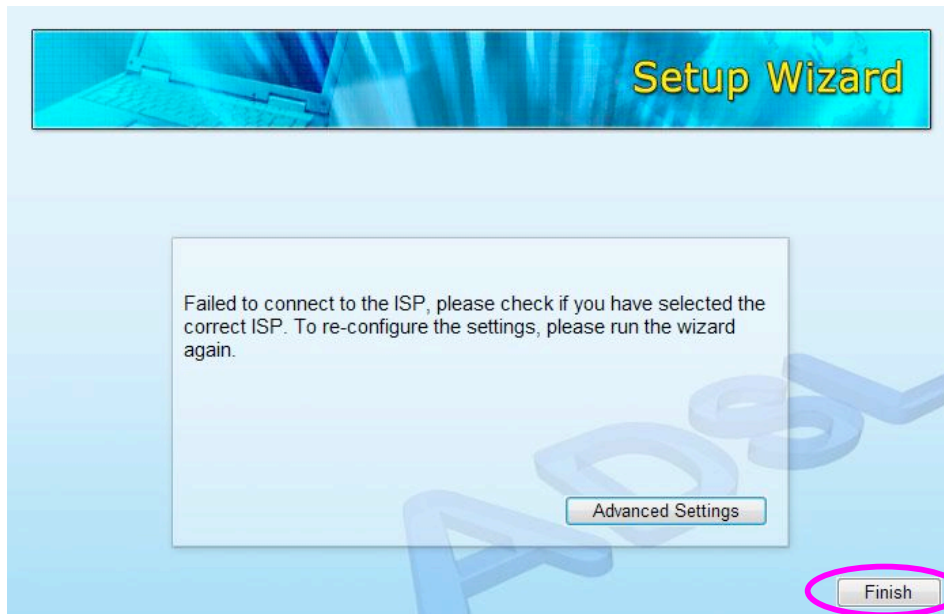 Setup Wizard
Failed to connect to the ISP, please check if you have selected the
correct ISP. To re-configure the settings, please run the wizard
again.
ADSL
Advanced Settings
Finish